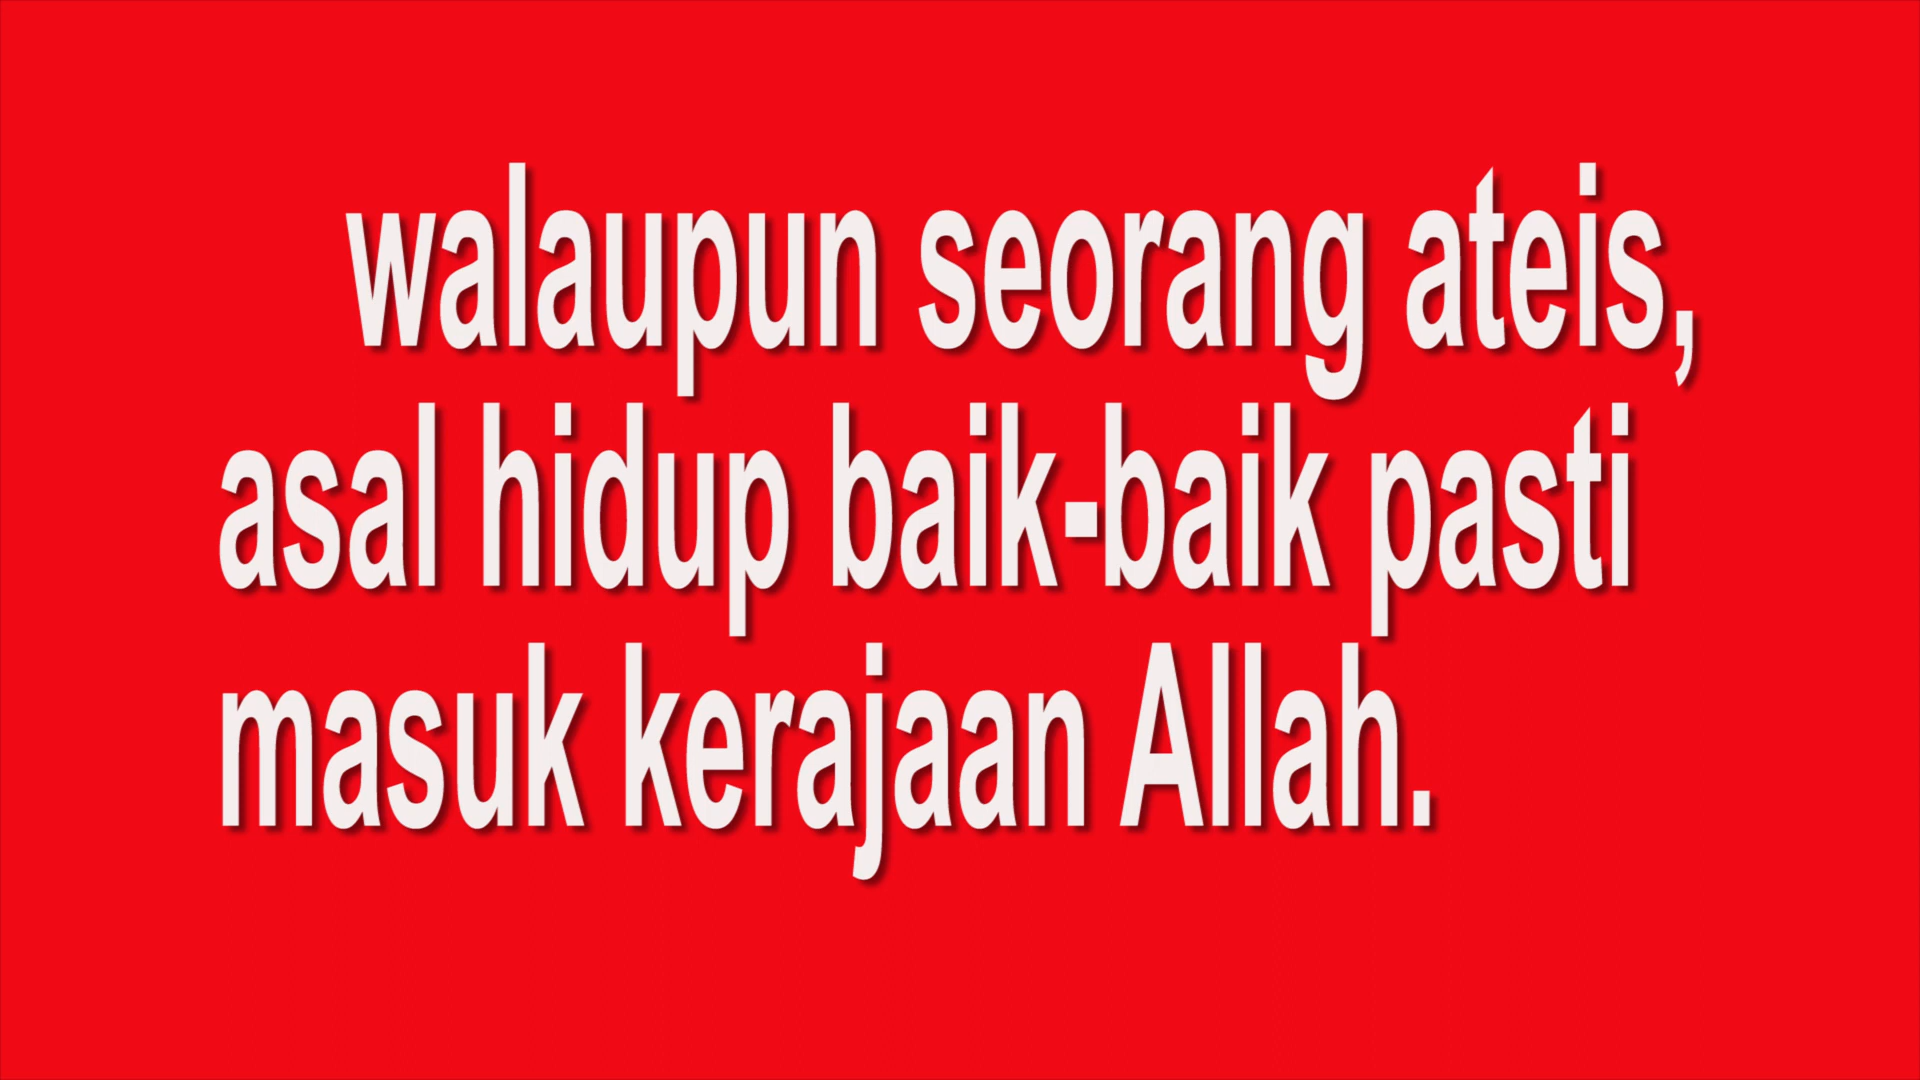 walaupun seorang ateis,
asal hidup baik-baik pasti
masuk kerajaan Allah.